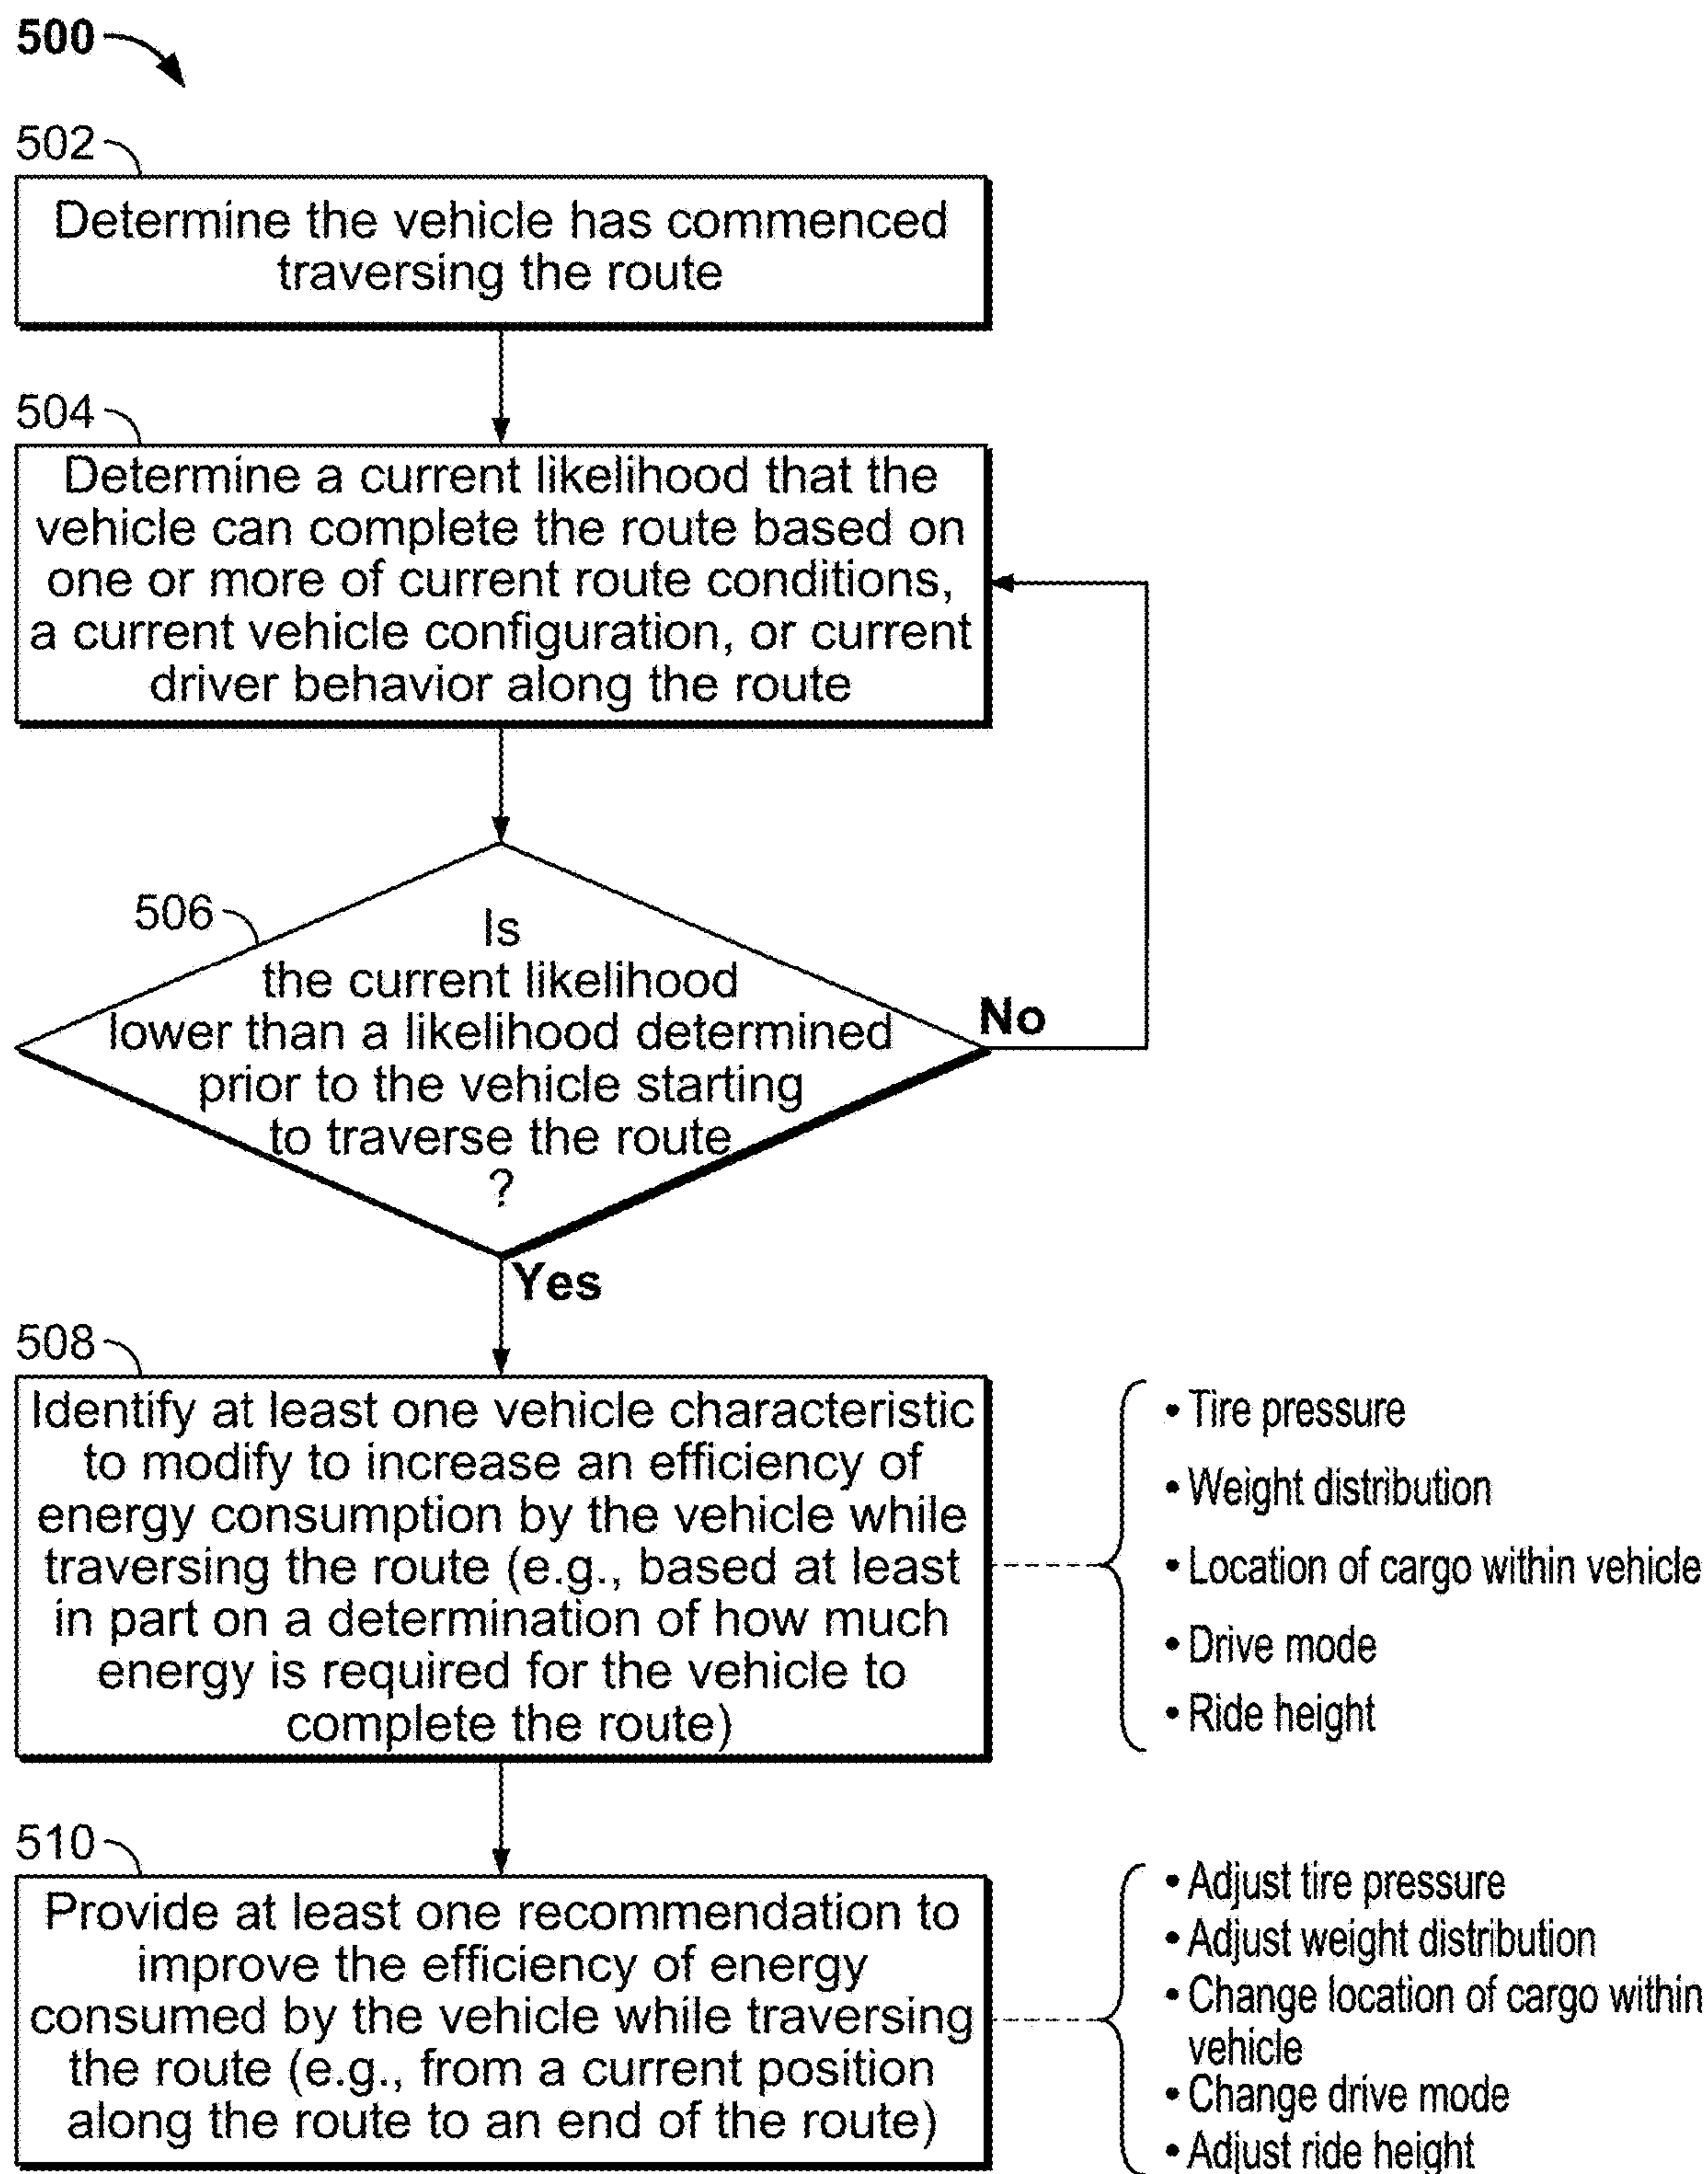 500
502
Determine the vehicle has commenced
traversing the route
504
Determine a current likelihood that the
vehicle can complete the route based on
one or more of current route conditions,
a current vehicle configuration, or current
driver behavior along the route
506
Is
the current likelihood
lower than a likelihood determined
prior to the vehicle starting
to traverse the route
?
No
Yes
508
Identify at least one vehicle characteristic
to modify to increase an efficiency of
energy consumption by the vehicle while
traversing the route (e.g., based at least
in part on a determination of how much
energy is required for the vehicle to
complete the route)
• Tire pressure
• Weight distribution
• Location of cargo within vehicle
• Drive mode
• Ride height
510
Provide at least one recommendation to
improve the efficiency of energy
consumed by the vehicle while traversing
the route (e.g., from a current position
along the route to an end of the route)
• Adjust tire pressure
• Adjust weight distribution
• Change location of cargo within
vehicle
• Change drive mode
• Adjust ride height